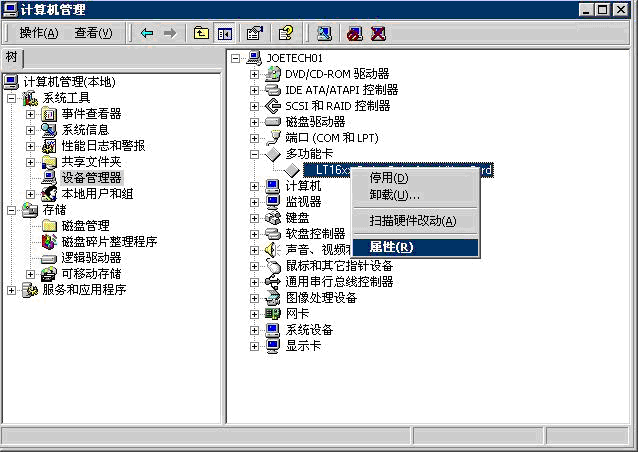 计算机管理
操作(A) 查看(V)
树
计算机管理(本地)
系统工具
事件查看器
系统信息
性能日志和警报
共享文件夹
设备管理器
本地用户和组
存储
磁盘管理
磁盘碎片整理程序
逻辑驱动器
可移动存储
服务和应用程序
JOETECH01
DVD/CD-ROM 驱动器
IDE ATA/ATAPI 控制器
SCSI 和 RAID 控制器
磁盘驱动器
端口 (COM 和 LPT)
多功能卡
LT16
计算机
监视器
键盘
软盘控制器
声音、视频
鼠标和其它指针设备
通用串行总线控制器
图像处理设备
网卡
系统设备
显示卡
停用(D)
卸载(U)...
扫描硬件改动(A)
属性(R)